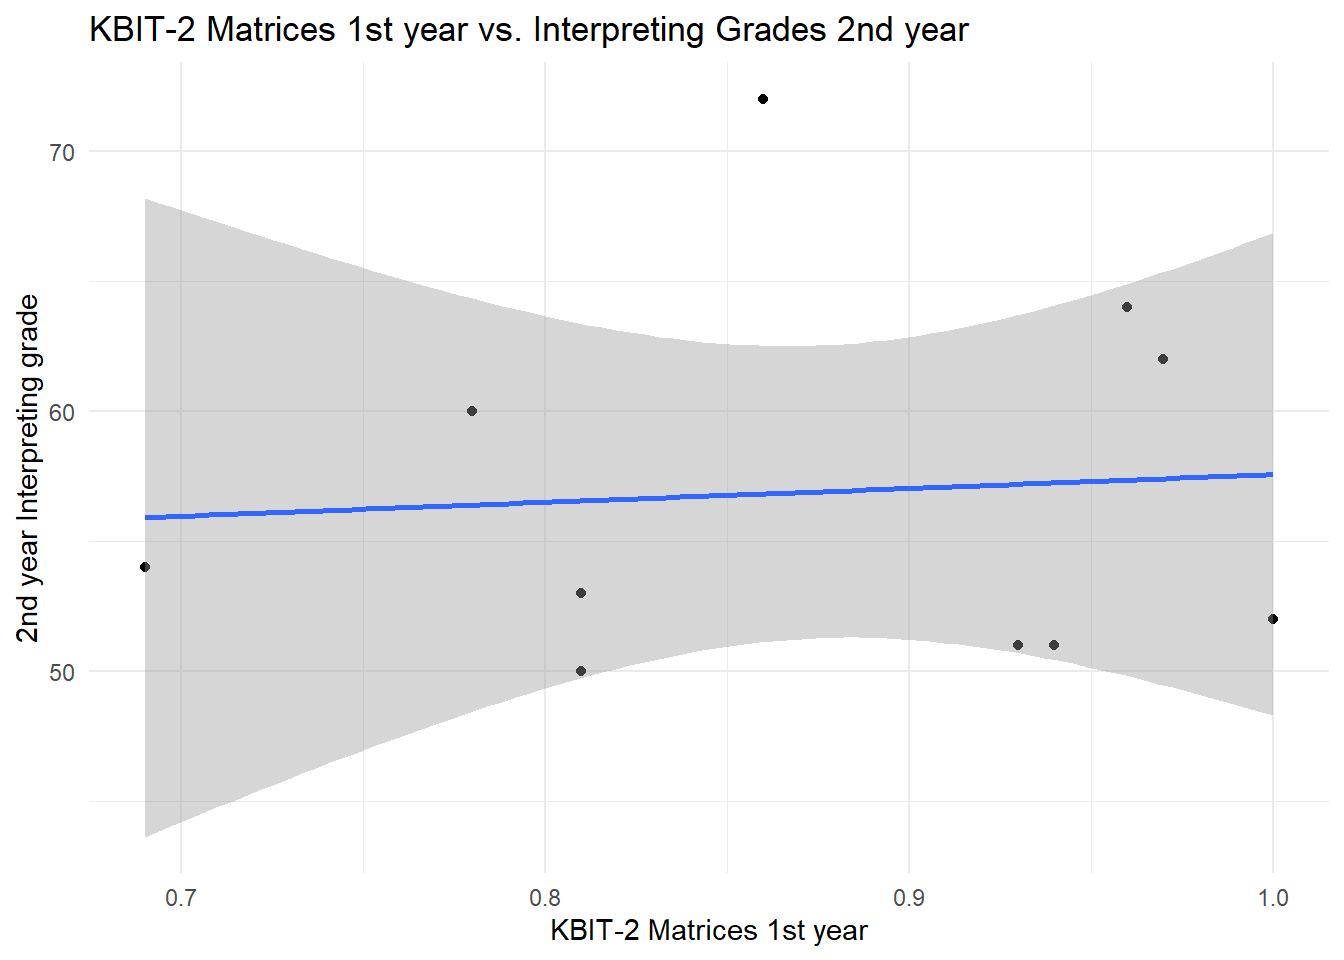 KBIT-2 Matrices 1st year vs. Interpreting Grades 2nd year
2nd year Interpreting grade
70
60
50
0.7
0.8
0.9
1.0
KBIT-2 Matrices 1st year